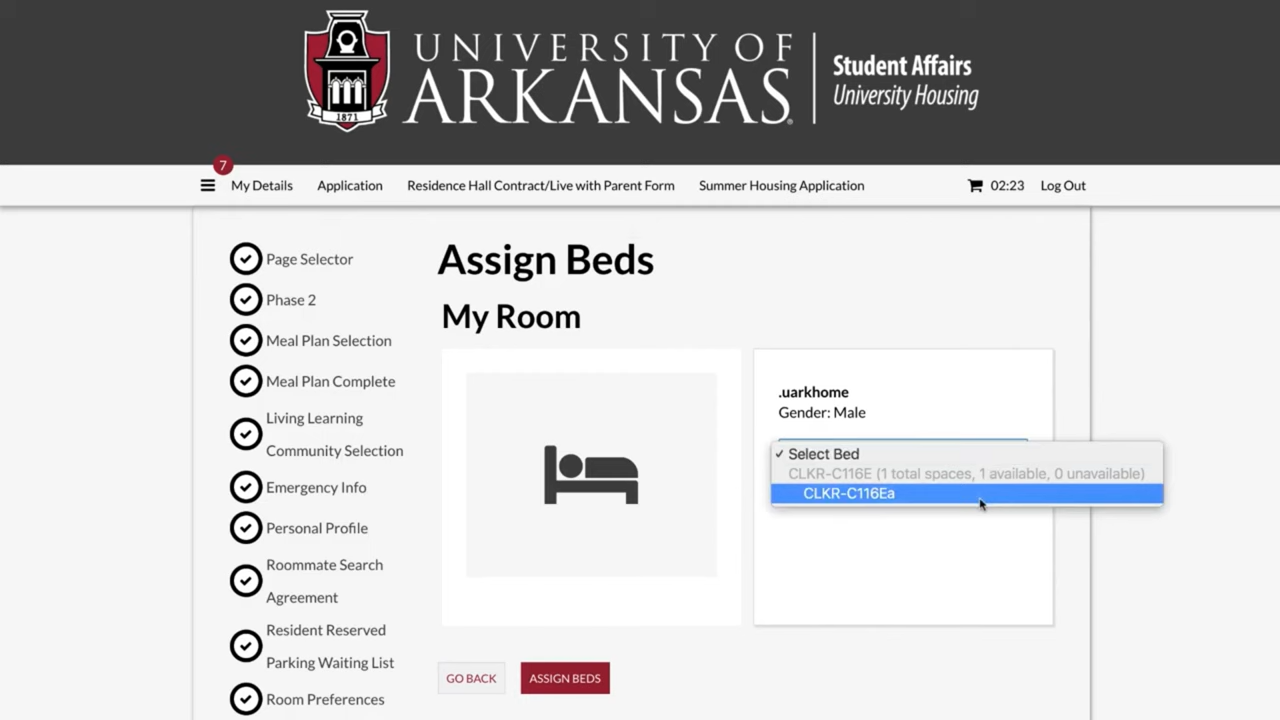 UNIVERSITY OF
ARKANSAS
Student Affairs
University Housing
1871
7
My Details
Application
Residence Hall Contract/Live with Parent Form
Summer Housing Application
02:23
Log Out
Page Selector
Phase 2
Meal Plan Selection
Meal Plan Complete
Living Learning
Community Selection
Emergency Info
Personal Profile
Roommate Search
Agreement
Resident Reserved
Parking Waiting List
Room Preferences
Assign Beds
My Room
.uarkhome
Gender: Male
✓ Select Bed
CLKR-C116E (1 total spaces, 1 available, 0 unavailable)
CLKR-C116Ea
GO BACK
ASSIGN BEDS